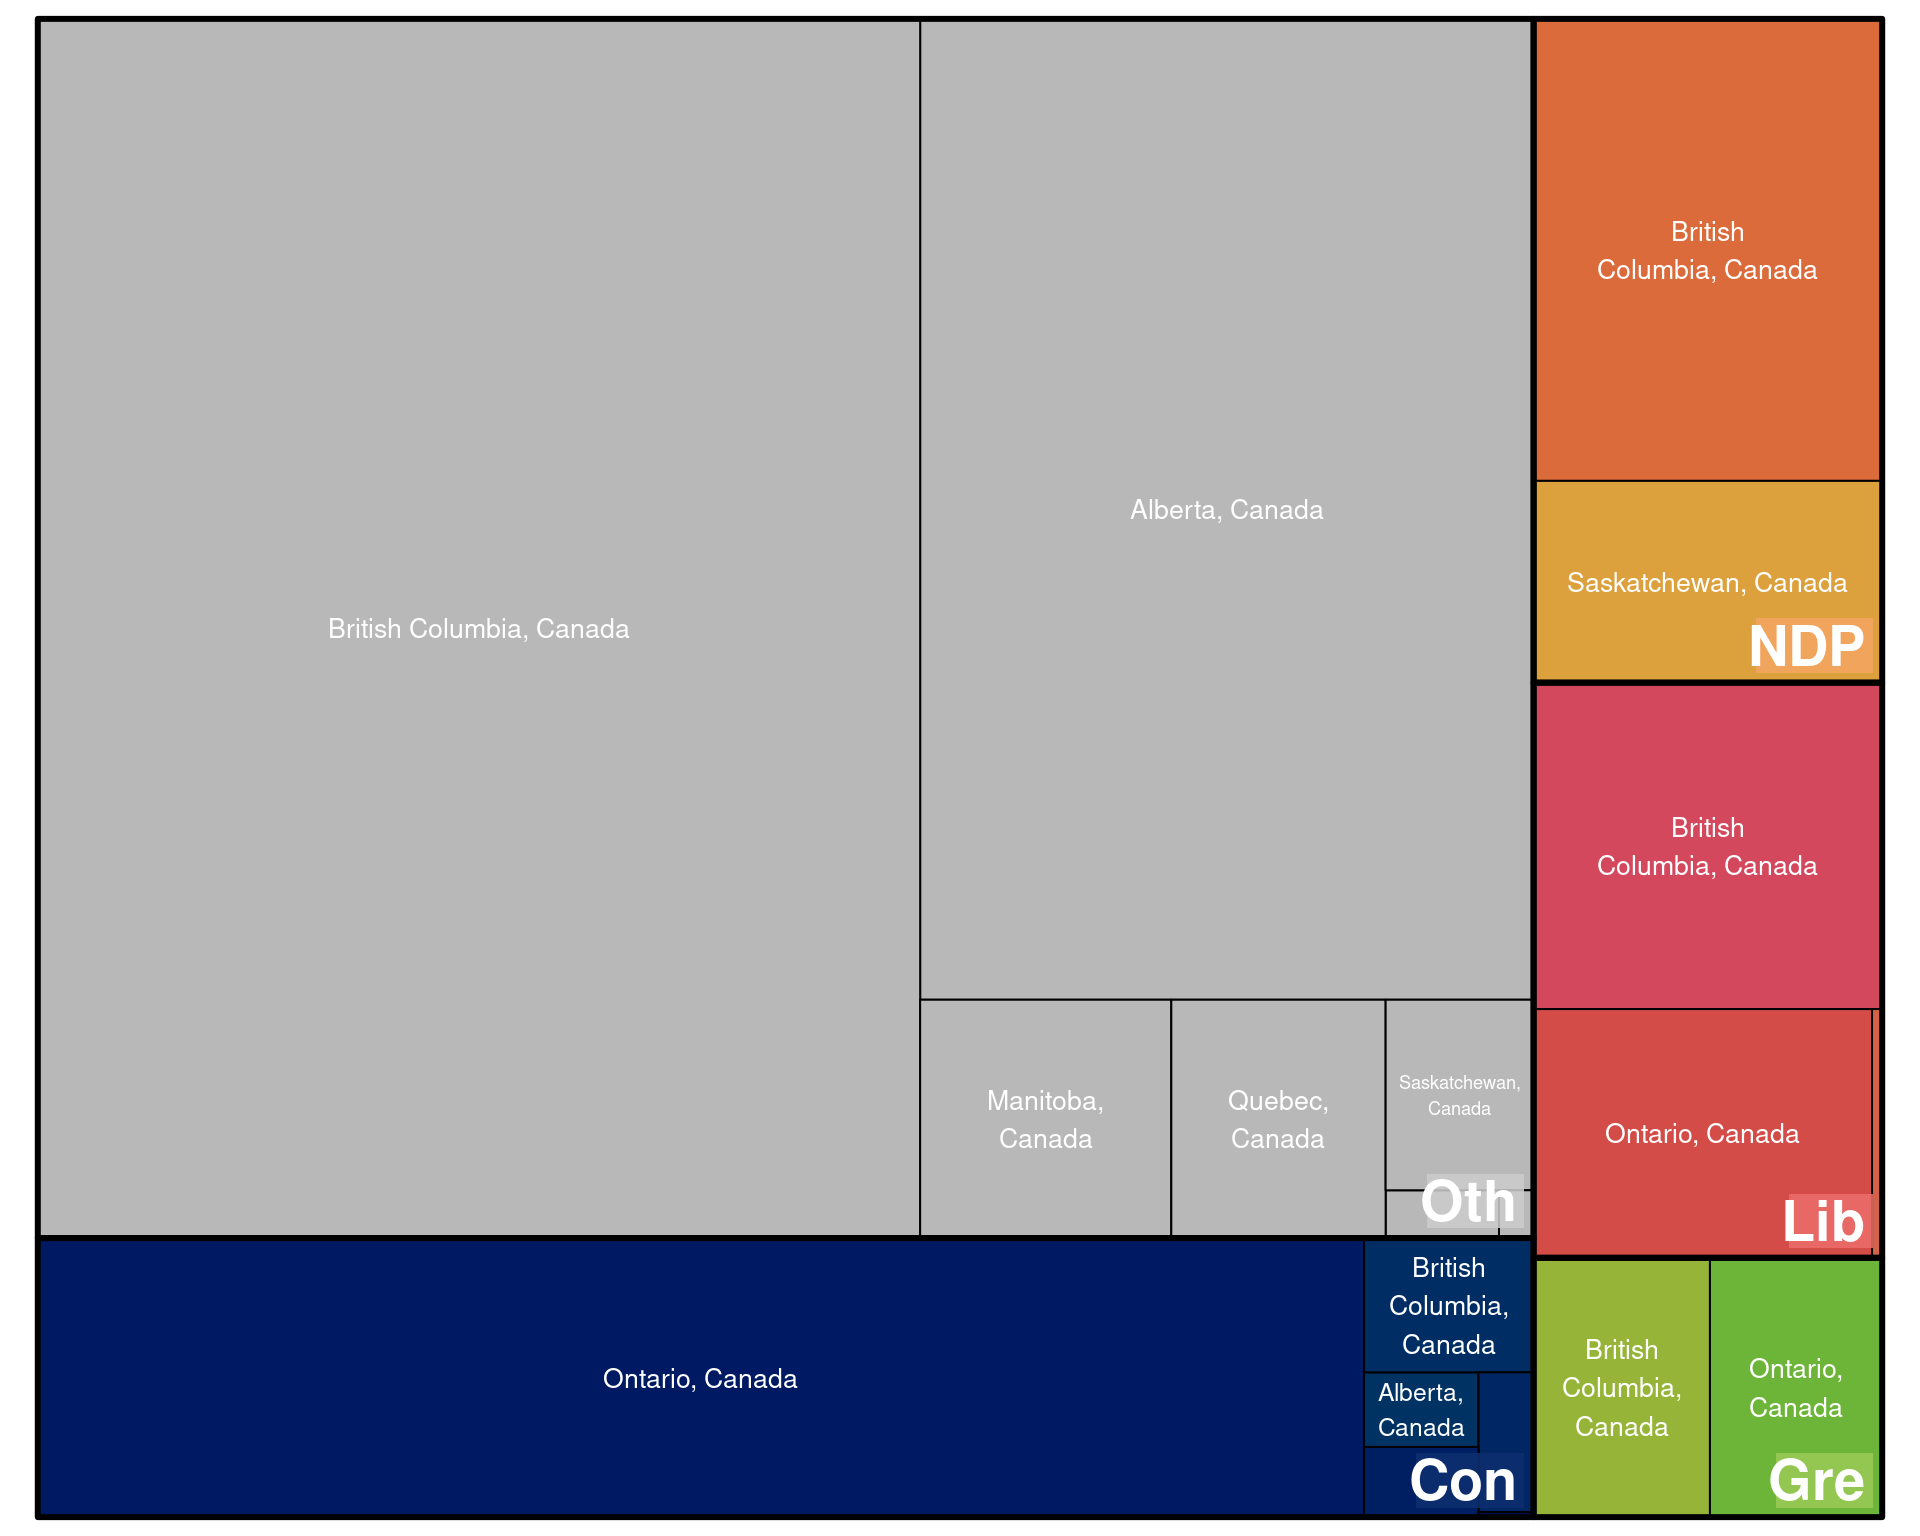 British Columbia, Canada
Alberta, Canada
Manitoba,
Canada
Quebec,
Canada
Saskatchewan,
Canada
Oth
Ontario, Canada
British
Columbia,
Canada
Alberta,
Canada
Con
British
Columbia, Canada
Saskatchewan, Canada
NDP
British
Columbia, Canada
Ontario, Canada
Lib
British
Columbia,
Canada
Ontario,
Canada
Gre